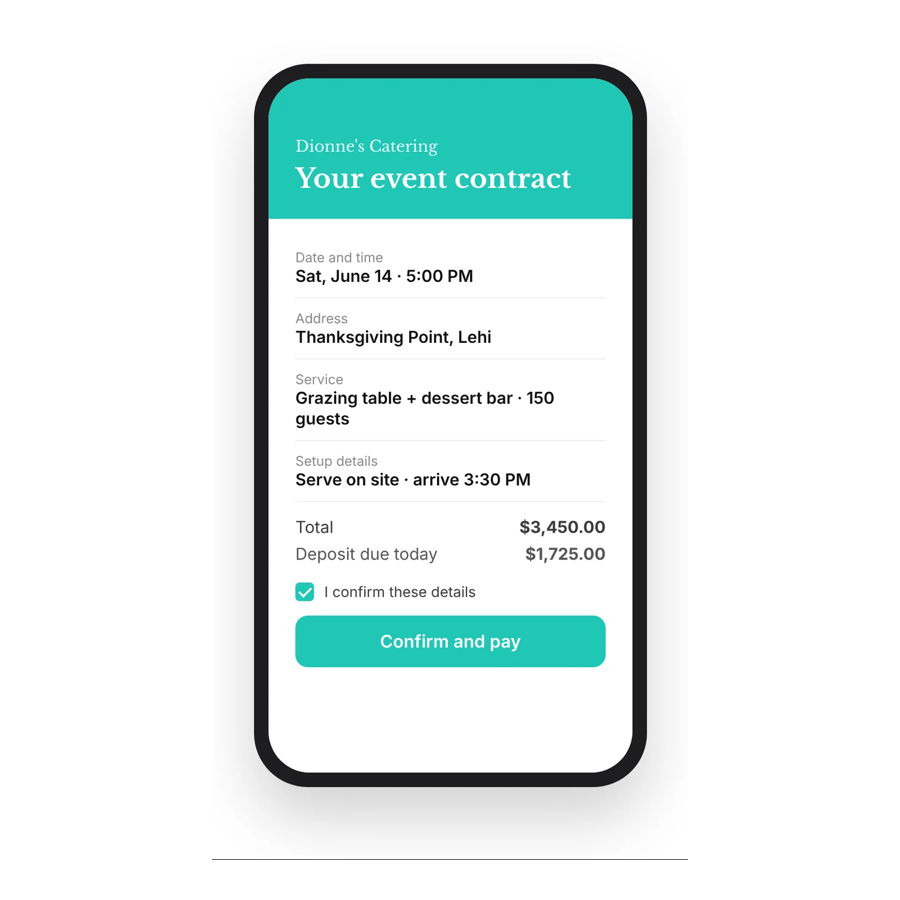 Dionne's Catering
Your event contract
Date and time
Sat, June 14 · 5:00 PM
Address
Thanksgiving Point, Lehi
Service
Grazing table + dessert bar · 150
guests
Setup details
Serve on site · arrive 3:30 PM
Total $3,450.00
Deposit due today $1,725.00
I confirm these details
Confirm and pay